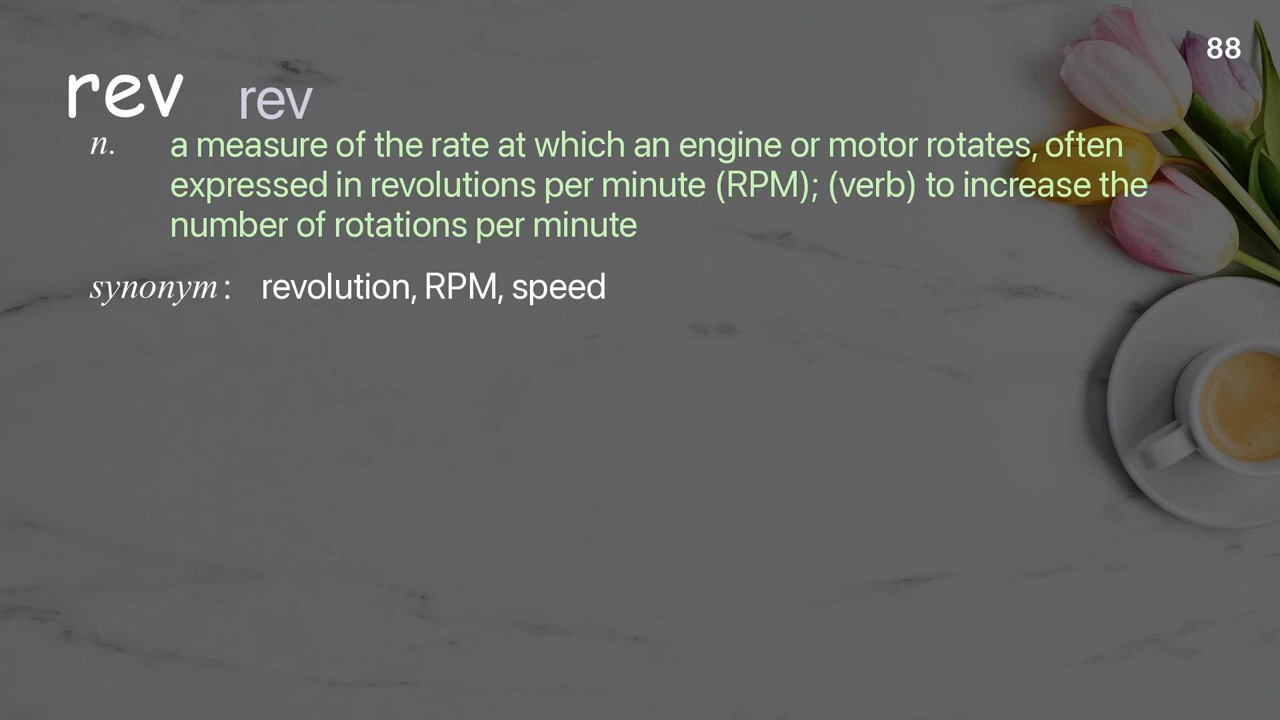 88
rev rev
n. a measure of the rate at which an engine or motor rotates, often
expressed in revolutions per minute (RPM); (verb) to increase the
number of rotations per minute
synonym: revolution, RPM, speed